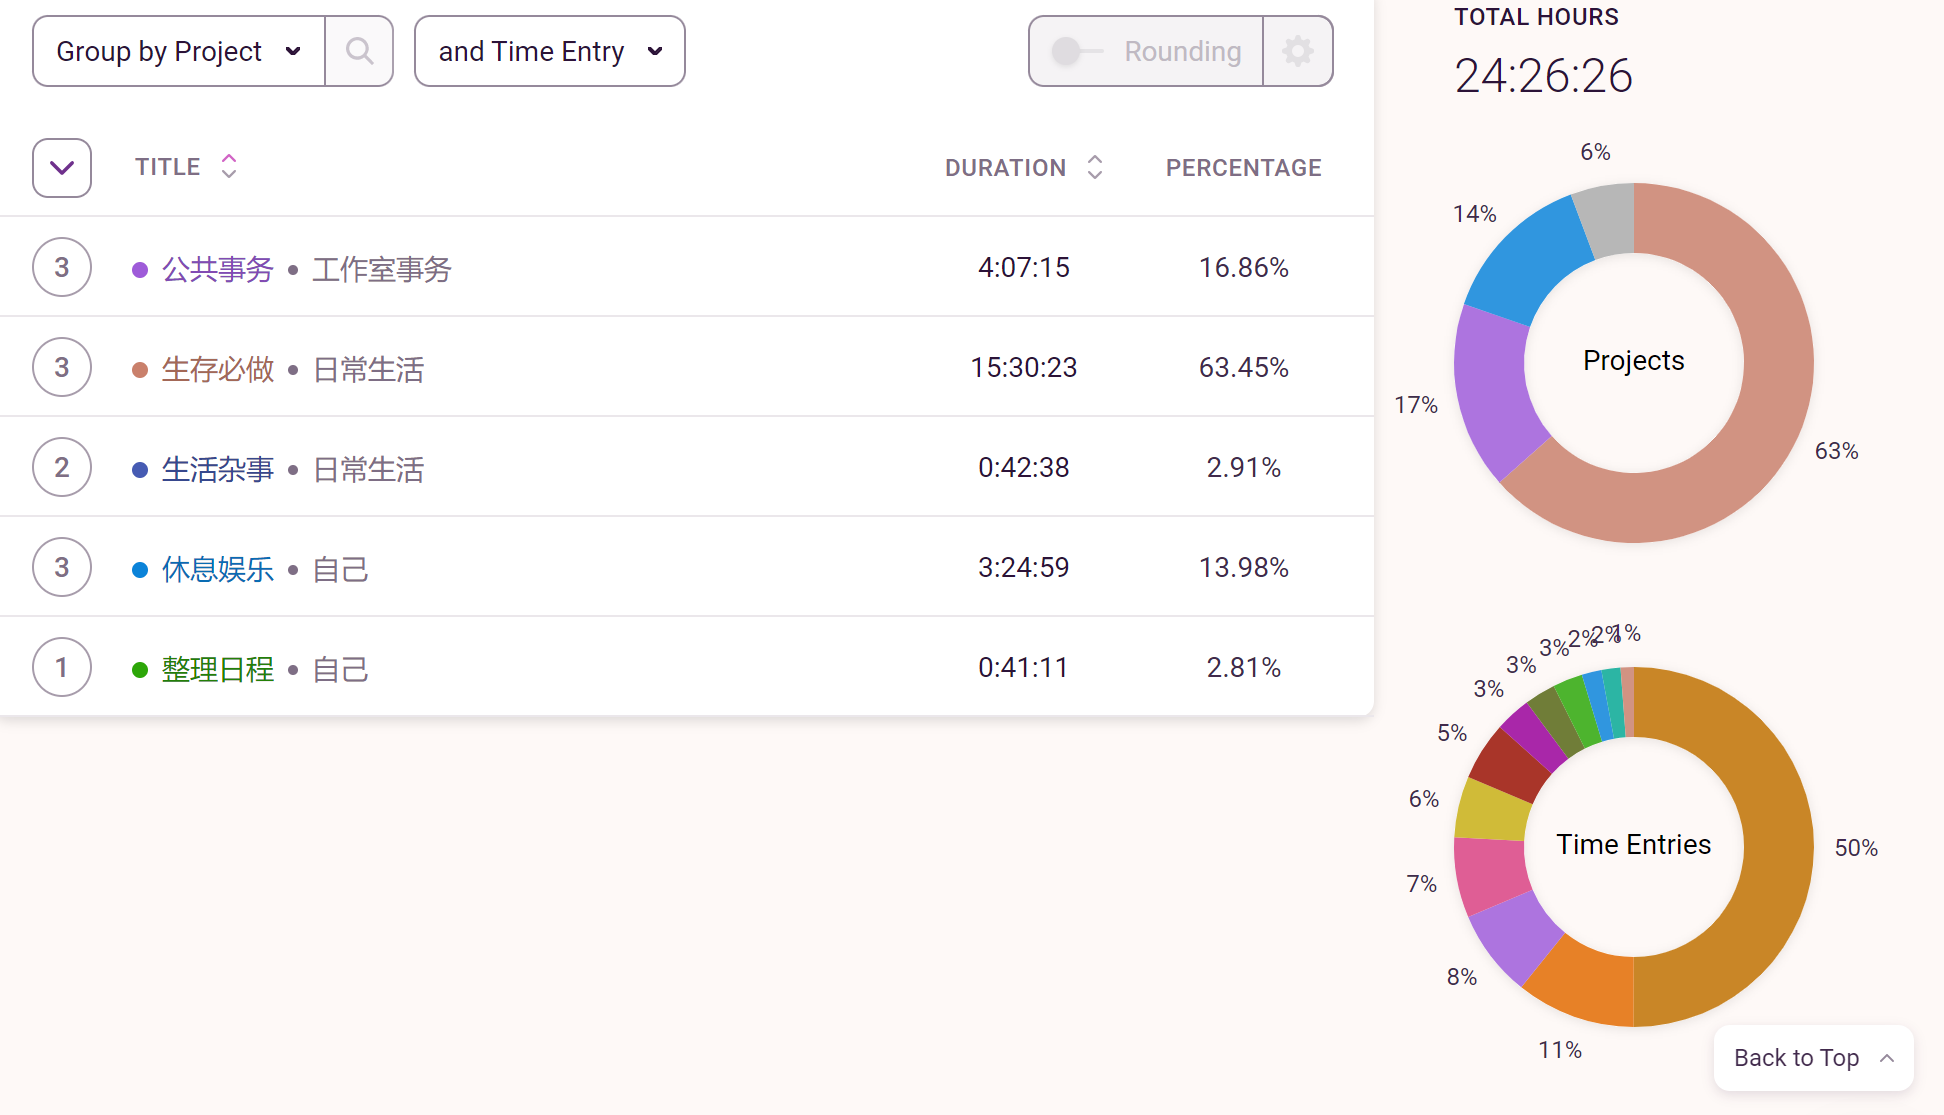 Group by Project
and Time Entry
Rounding
TITLE
DURATION
PERCENTAGE
3 公共事务 • 工作室事务 4:07:15 16.86%
3 生存必做 • 日常生活 15:30:23 63.45%
2 生活杂事 • 日常生活 0:42:38 2.91%
3 休息娱乐 • 自己 3:24:59 13.98%
1 整理日程 • 自己 0:41:11 2.81%
TOTAL HOURS
24:26:26
6%
14%
17%
63%
Projects
1%
2%
2%
3%
3%
3%
5%
6%
7%
8%
11%
50%
Time Entries
Back to Top